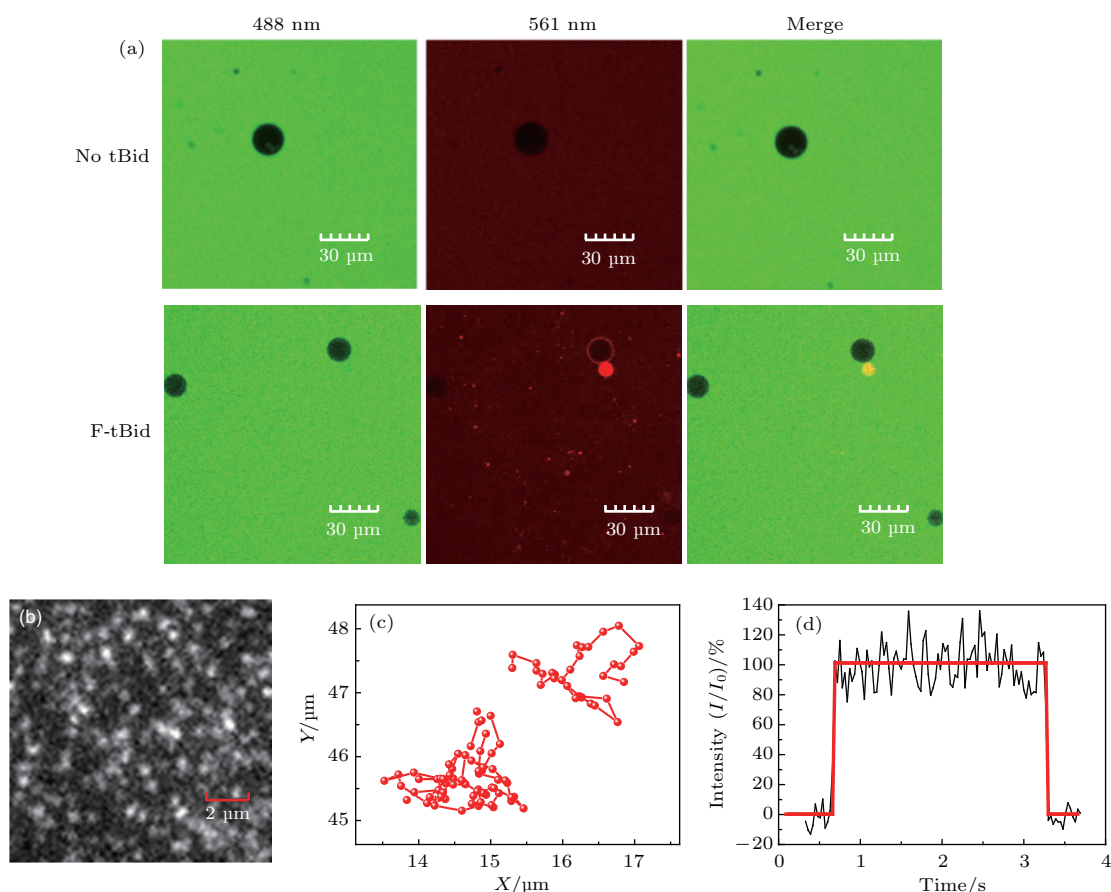 488 nm 561 nm Merge
(a)
No tBid
30 µm 30 µm 30 µm
F-tBid
30 µm 30 µm 30 µm
(b)
2 µm
(c)
Y/µm
48
47
46
45
14 15 16 17
X/µm
(d)
Intensity (I/I0)/%
140
120
100
80
60
40
20
0
−20
0 1 2 3 4
Time/s